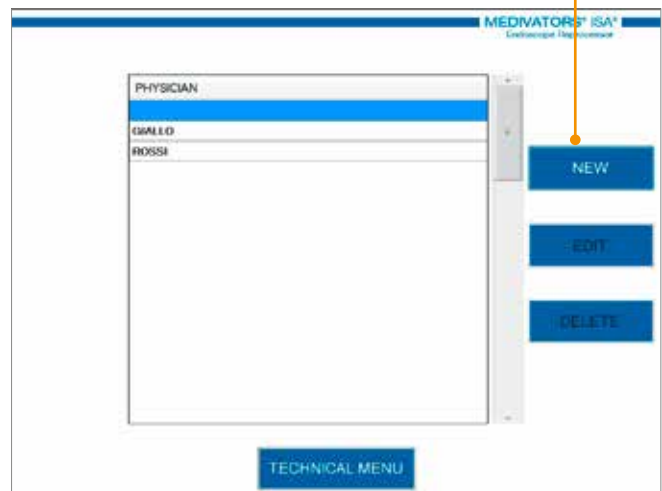 MEDIVATORS® ISA®
Endoscope Reprocessor
PHYSICIAN
GIALLO
ROSSI
NEW
EDIT
DELETE
TECHNICAL MENU